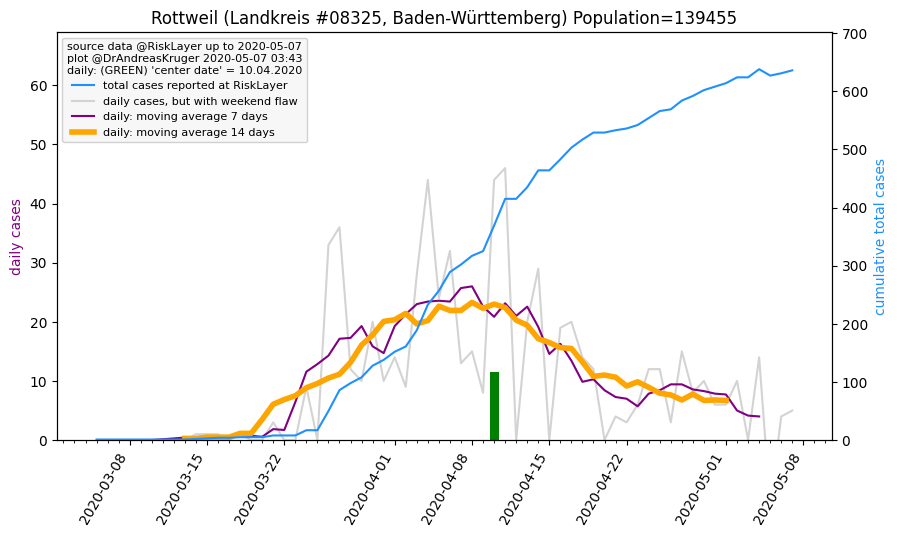 Rottweil (Landkreis #08325, Baden-Württemberg) Population=139455
source data @RiskLayer up to 2020-05-07
plot @DrAndreasKruger 2020-05-07 03:43
daily: (GREEN) 'center date' = 10.04.2020
total cases reported at RiskLayer
daily cases, but with weekend flaw
daily: moving average 7 days
daily: moving average 14 days
daily cases
0
10
20
30
40
50
60
cumulative total cases
0
100
200
300
400
500
600
700
2020-03-08
2020-03-15
2020-03-22
2020-04-01
2020-04-08
2020-04-15
2020-04-22
2020-05-01
2020-05-08